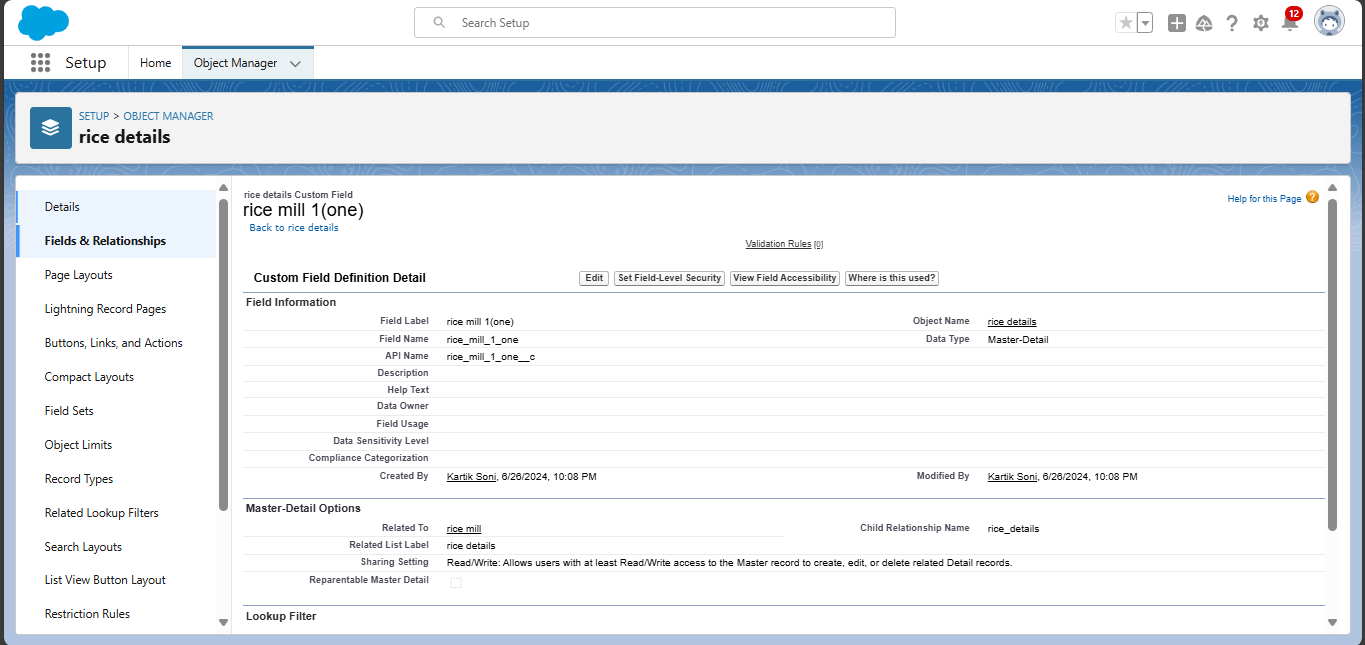 Search Setup
12
Setup
Home
Object Manager
SETUP > OBJECT MANAGER
rice details
Details
Fields & Relationships
Page Layouts
Lightning Record Pages
Buttons, Links, and Actions
Compact Layouts
Field Sets
Object Limits
Record Types
Related Lookup Filters
Search Layouts
List View Button Layout
Restriction Rules
rice details Custom Field
rice mill 1(one)
Back to rice details
Help for this Page ?
Validation Rules [0]
Custom Field Definition Detail
Edit
Set Field-Level Security
View Field Accessibility
Where is this used?
Field Information
Field Label rice mill 1(one) Object Name rice details
Field Name rice_mill_1_one Data Type Master-Detail
API Name rice_mill_1_one__c
Description
Help Text
Data Owner
Field Usage
Data Sensitivity Level
Compliance Categorization
Created By Kartik Soni, 6/26/2024, 10:08 PM Modified By Kartik Soni, 6/26/2024, 10:08 PM
Master-Detail Options
Related To rice mill Child Relationship Name rice_details
Related List Label rice details
Sharing Setting Read/Write: Allows users with at least Read/Write access to the Master record to create, edit, or delete related Detail records.
Reparentable Master Detail
Lookup Filter